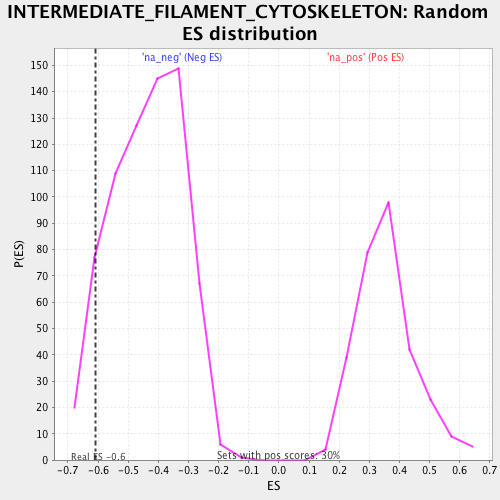 INTERMEDIATE_FILAMENT_CYTOSKELETON: Random
ES distribution
'na_neg' (Neg ES)
'na_pos' (Pos ES)
150
140
130
120
110
100
90
80
70
60
50
40
30
20
10
0
P(ES)
Real ES -0.6
Sets with pos scores: 30%
-0.7 -0.6 -0.5 -0.4 -0.3 -0.2 -0.1 0.0 0.1 0.2 0.3 0.4 0.5 0.6 0.7
ES